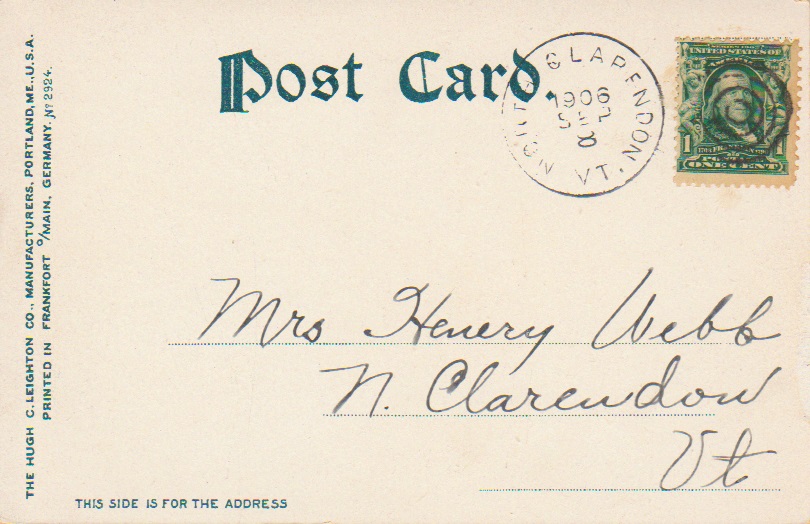 THE HUGH C. LEIGHTON CO., MANUFACTURERS, PORTLAND, ME., U.S.A.
PRINTED IN FRANKFORT o/MAIN, GERMANY. No 2924.
Post Card.
NORTH CLARENDON
1906
SEP
8
VT.
UNITED STATES OF
AMERICA
1 1
ONE CENT
Mrs Henery Webb
N. Clarendon
Vt
THIS SIDE IS FOR THE ADDRESS